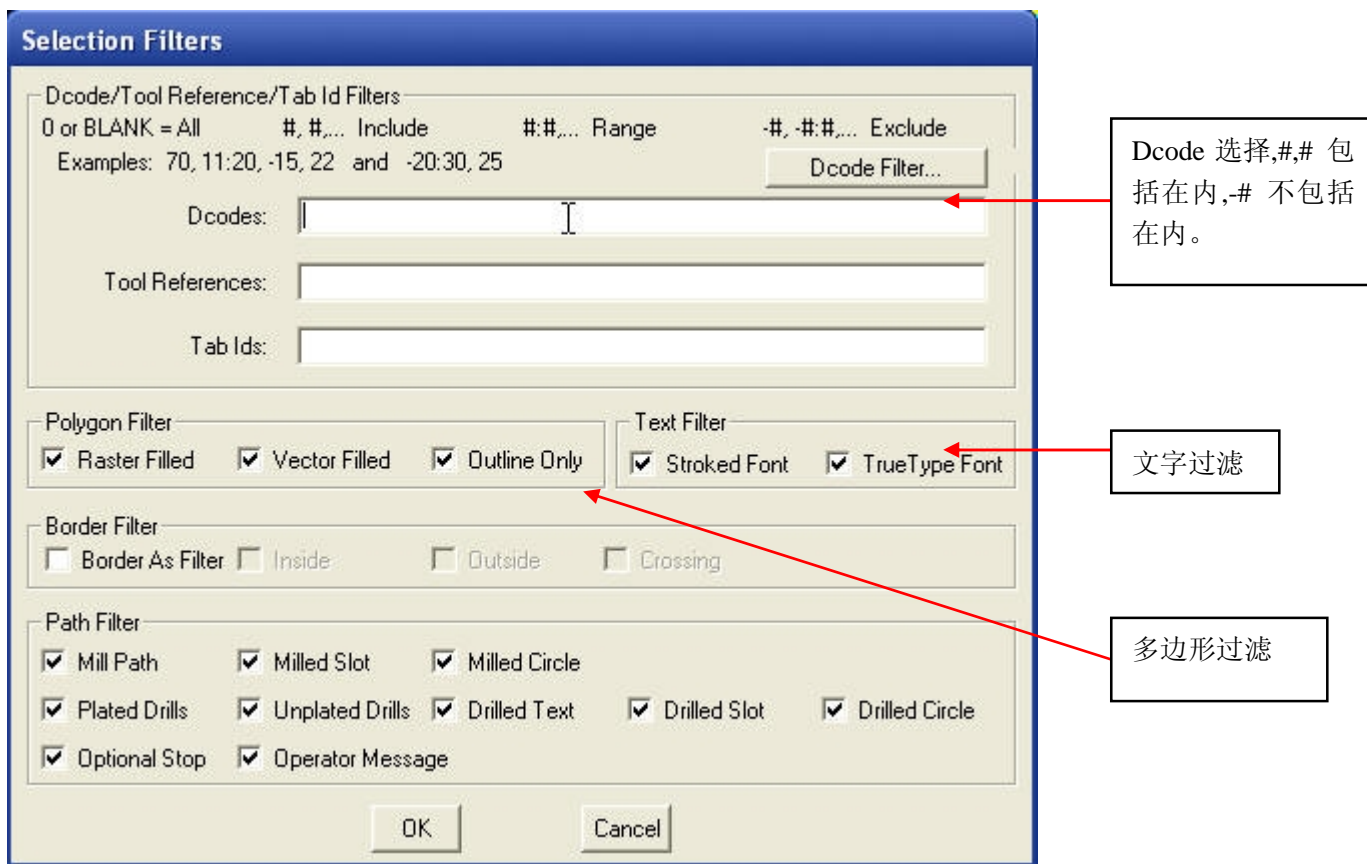 Selection Filters
Dcode/Tool Reference/Tab Id Filters
0 or BLANK = All #, #,... Include #:#,... Range -#, -#:#,... Exclude
Examples: 70, 11:20, -15, 22 and -20:30, 25
Dcode Filter...
Dcodes:
Tool References:
Tab Ids:
Polygon Filter
Raster Filled Vector Filled Outline Only
Text Filter
Stroked Font TrueType Font
Border Filter
Border As Filter Inside Outside Crossing
Path Filter
Mill Path Milled Slot Milled Circle
Plated Drills Unplated Drills Drilled Text Drilled Slot Drilled Circle
Optional Stop Operator Message
OK Cancel
Dcode 选择,#,# 包
括在内,-# 不包括
在内。
文字过滤
多边形过滤